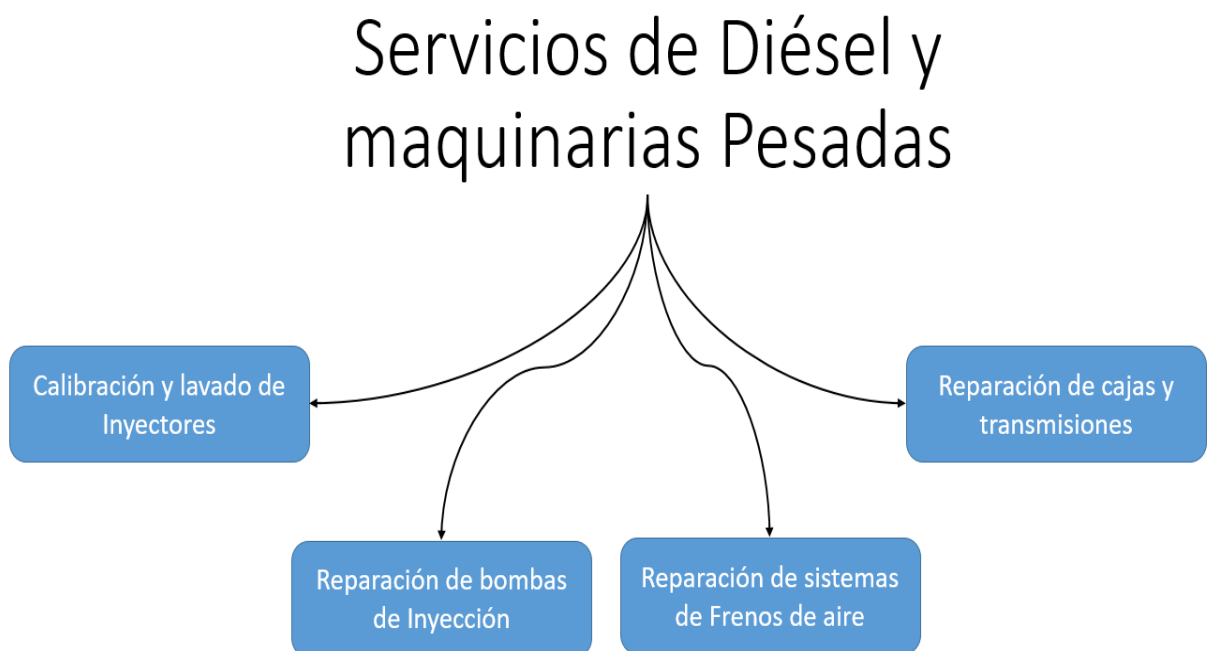 Servicios de Diésel y
maquinarias Pesadas
Calibración y lavado de
Inyectores
Reparación de cajas y
transmisiones
Reparación de bombas
de Inyección
Reparación de sistemas
de Frenos de aire